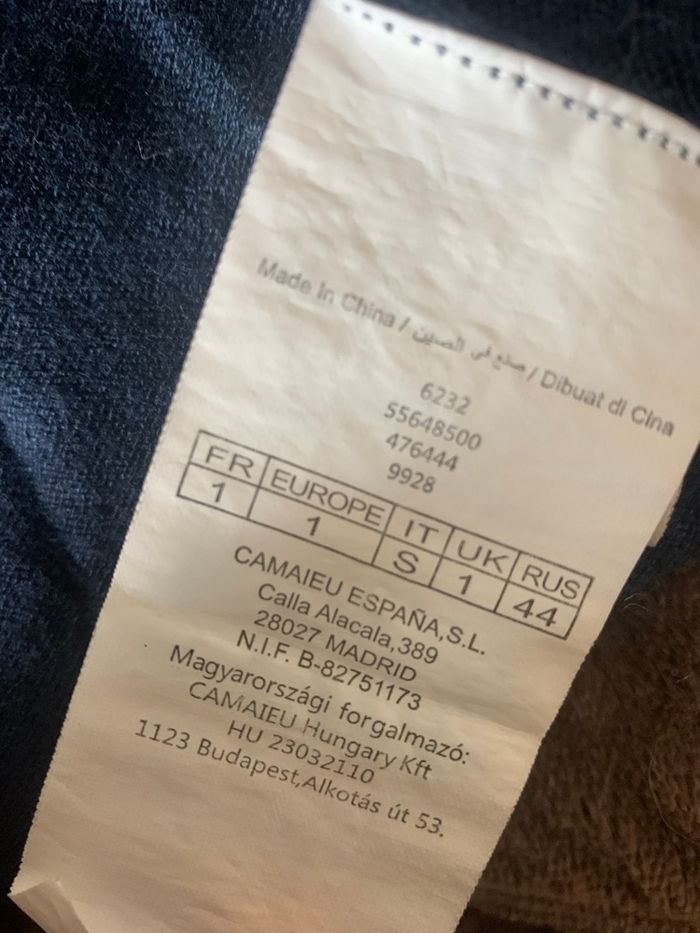 Made In China / صنع في الصين / Dibuat di Cina
6232
55648500
476444
9928
FR EUROPE IT UK RUS
1 1 S 1 44
CAMAIEU ESPAÑA,S.L.
Calla Alacala,389
28027 MADRID
N.I.F. B-82751173
Magyarországi forgalmazó:
CAMAIEU Hungary Kft
HU 23032110
1123 Budapest,Alkotás út 53.